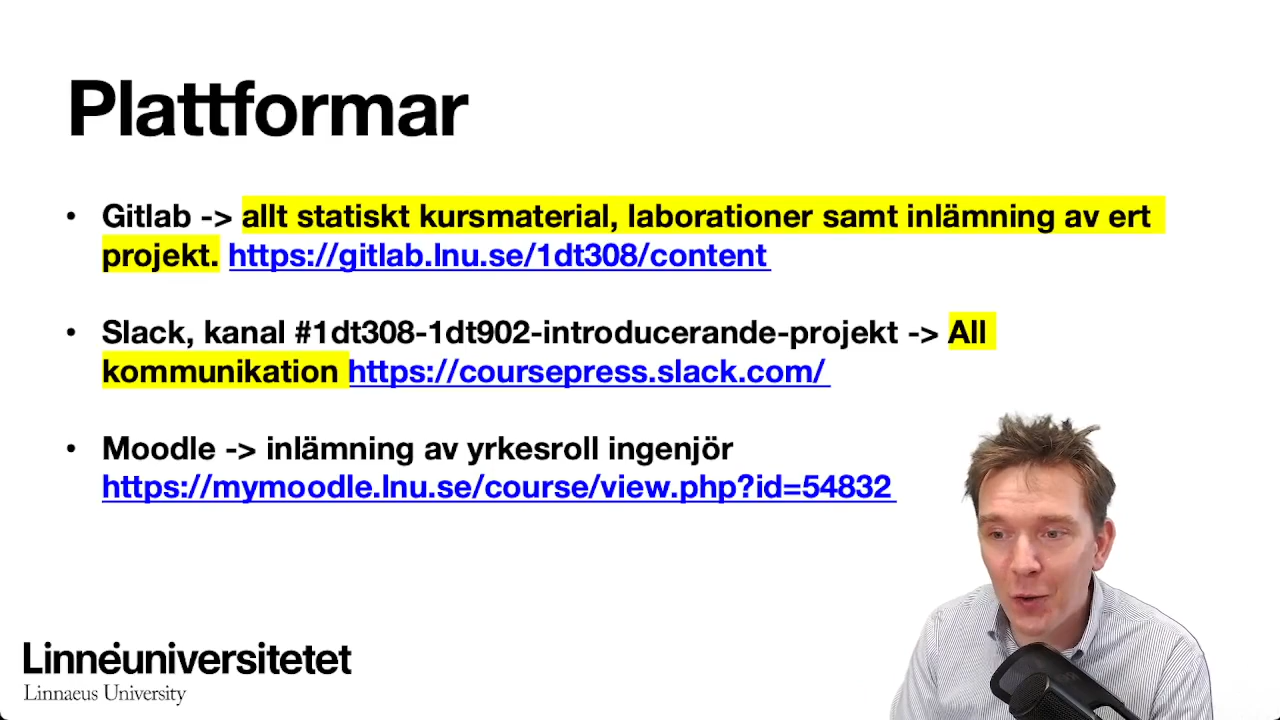 Plattformar
• Gitlab -> allt statiskt kursmaterial, laborationer samt inlämning av ert
projekt. https://gitlab.lnu.se/1dt308/content
• Slack, kanal #1dt308-1dt902-introducerande-projekt -> All
kommunikation https://coursepress.slack.com/
• Moodle -> inlämning av yrkesroll ingenjör
https://mymoodle.lnu.se/course/view.php?id=54832
Linnéuniversitetet
Linnaeus University